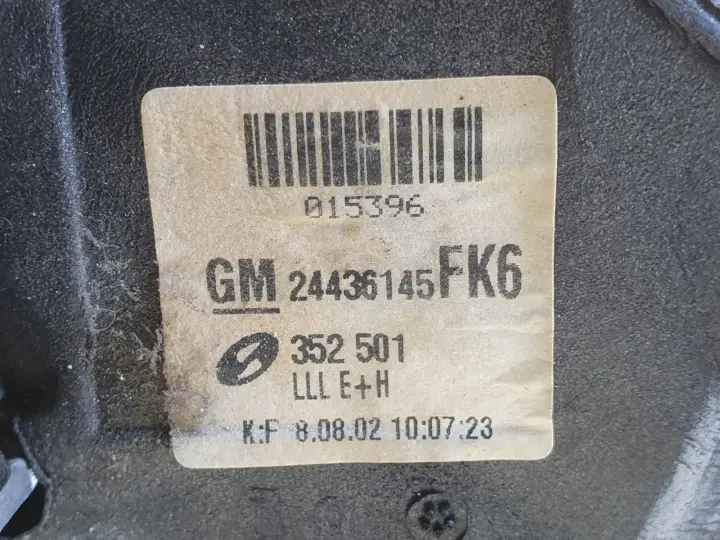 015396
GM 24436145 FK6
352 501
LLL E+H
K:F 8.08.02 10:07:23